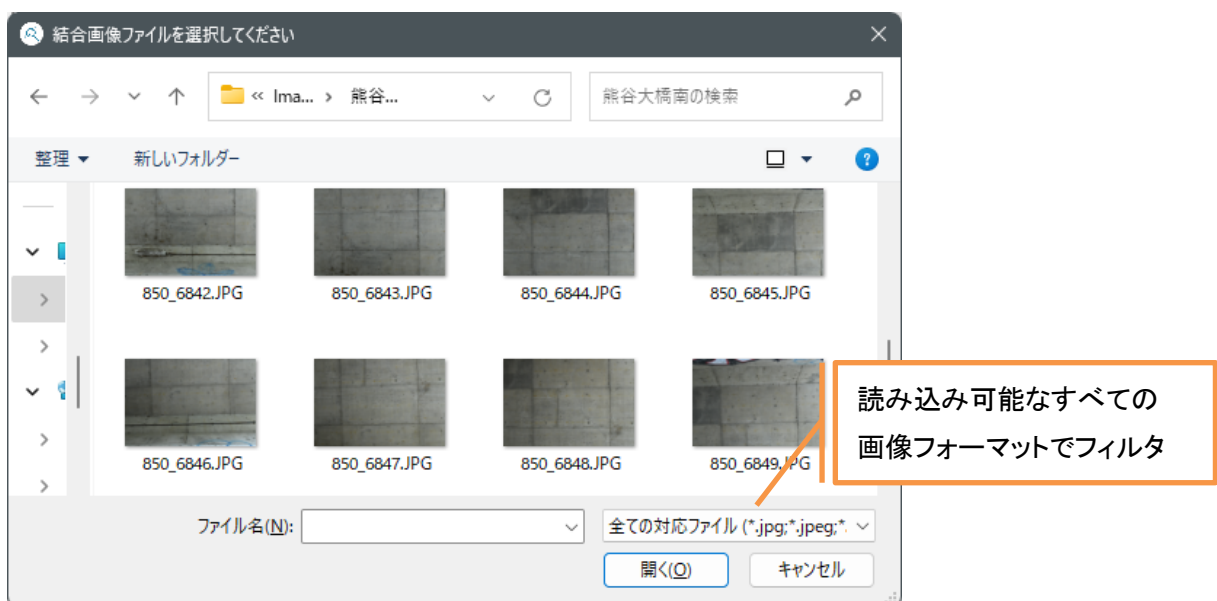 結合画像ファイルを選択してください
« Ima... › 熊谷...
熊谷大橋南の検索
整理
新しいフォルダー
850_6842.JPG
850_6843.JPG
850_6844.JPG
850_6845.JPG
850_6846.JPG
850_6847.JPG
850_6848.JPG
850_6849.JPG
読み込み可能なすべての
画像フォーマットでフィルタ
ファイル名(N):
全ての対応ファイル (*.jpg;*.jpeg;*.
開く(O)
キャンセル